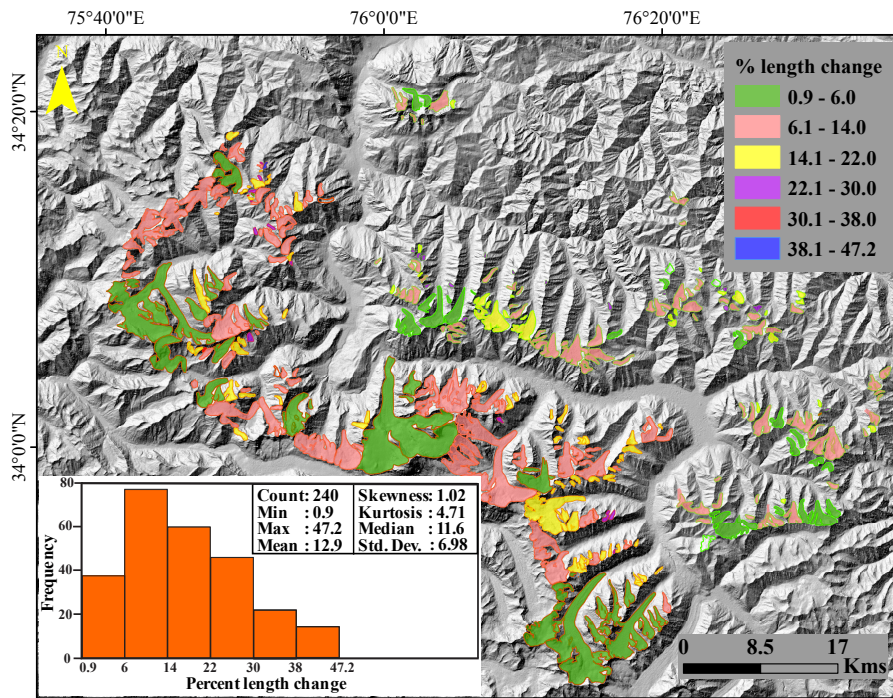 75°40'0"E 76°0'0"E 76°20'0"E
N
34°20'0"N
34°0'0"N
% length change
0.9 - 6.0
6.1 - 14.0
14.1 - 22.0
22.1 - 30.0
30.1 - 38.0
38.1 - 47.2
Count: 240 Skewness: 1.02
Min : 0.9 Kurtosis : 4.71
Max : 47.2 Median : 11.6
Mean : 12.9 Std. Dev. : 6.98
Frequency
80
60
40
20
0
0.9 6 14 22 30 38 47.2
Percent length change
0 8.5 17
Kms